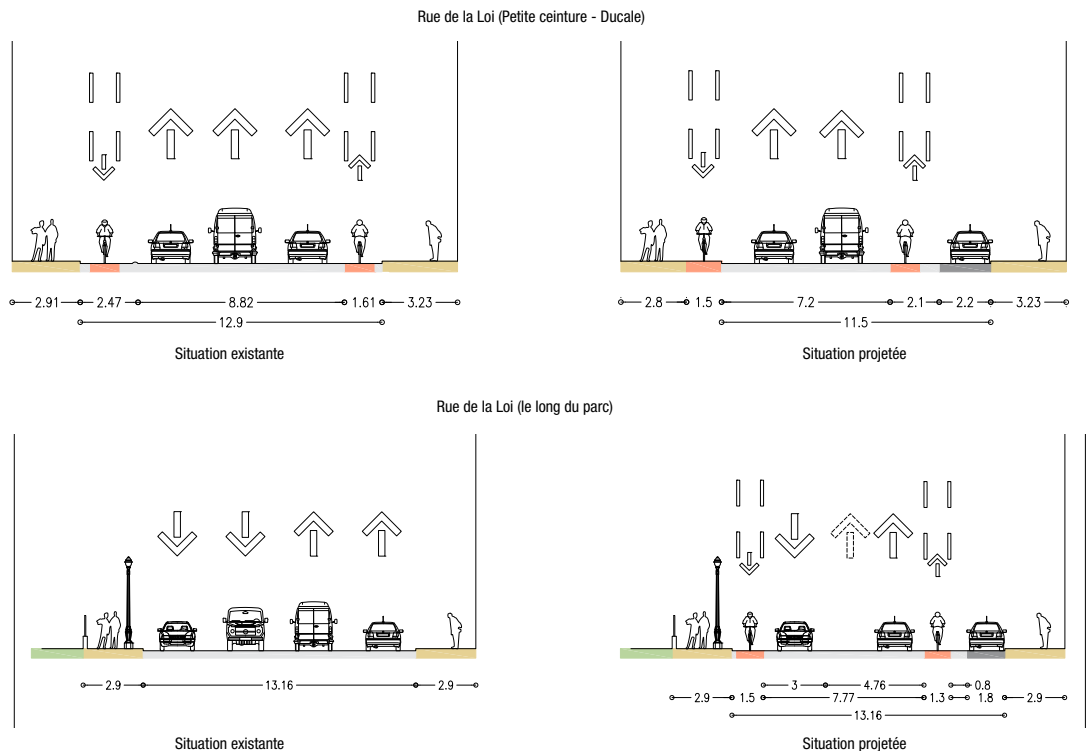 Rue de la Loi (Petite ceinture - Ducale)
2.91 2.47 8.82 1.61 3.23
12.9
Situation existante
2.8 1.5 7.2 2.1 2.2 3.23
11.5
Situation projetée
Rue de la Loi (le long du parc)
2.9 13.16 2.9
Situation existante
3 4.76 0.8
2.9 1.5 7.77 1.3 1.8 2.9
13.16
Situation projetée